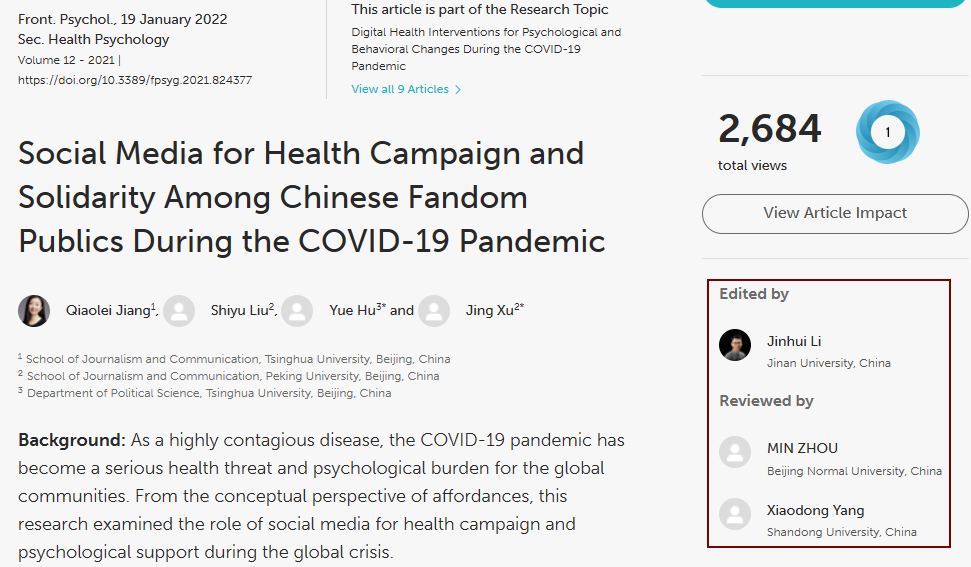 Front. Psychol., 19 January 2022
Sec. Health Psychology
Volume 12 - 2021 |
https://doi.org/10.3389/fpsyg.2021.824377
This article is part of the Research Topic
Digital Health Interventions for Psychological and
Behavioral Changes During the COVID-19
Pandemic
View all 9 Articles >
Social Media for Health Campaign and
Solidarity Among Chinese Fandom
Publics During the COVID-19 Pandemic
Qiaolei Jiang1, Shiyu Liu2, Yue Hu3* and Jing Xu2*
1 School of Journalism and Communication, Tsinghua University, Beijing, China
2 School of Journalism and Communication, Peking University, Beijing, China
3 Department of Political Science, Tsinghua University, Beijing, China
Background: As a highly contagious disease, the COVID-19 pandemic has
become a serious health threat and psychological burden for the global
communities. From the conceptual perspective of affordances, this
research examined the role of social media for health campaign and
psychological support during the global crisis.
2,684
total views
1
View Article Impact
Edited by
Jinhui Li
Jinan University, China
Reviewed by
MIN ZHOU
Beijing Normal University, China
Xiaodong Yang
Shandong University, China